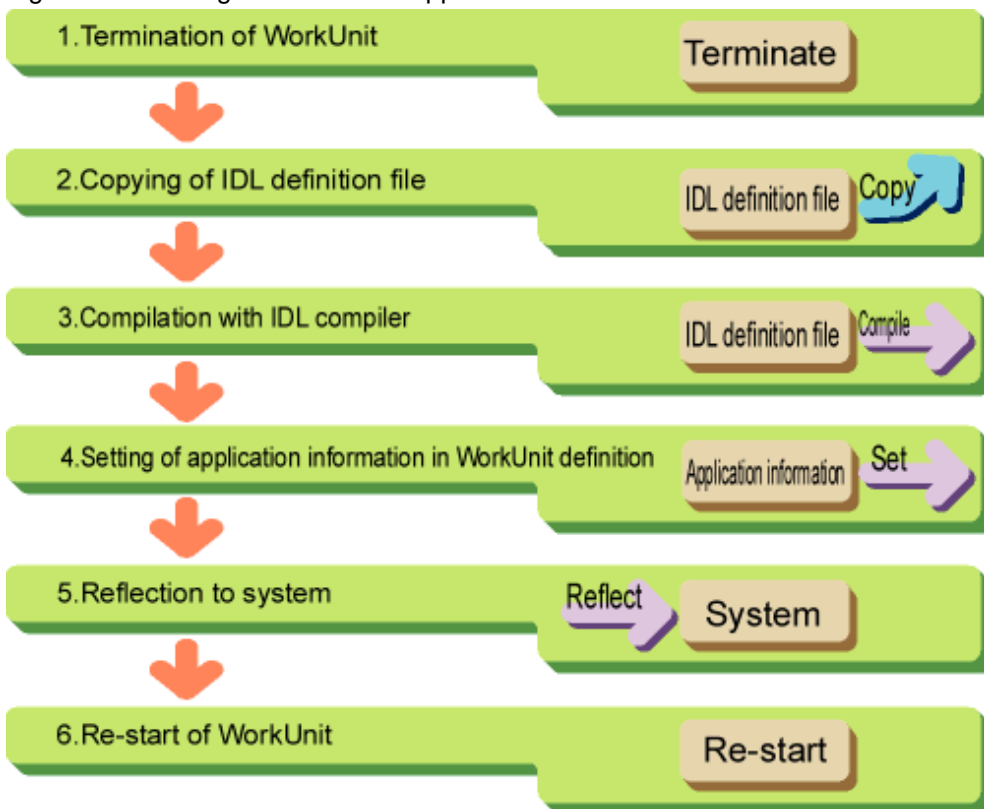 1.Termination of WorkUnit
Terminate
2.Copying of IDL definition file
IDL definition file
Copy
3.Compilation with IDL compiler
IDL definition file
Compile
4.Setting of application information in WorkUnit definition
Application information
Set
5.Reflection to system
Reflect
System
6.Re-start of WorkUnit
Re-start